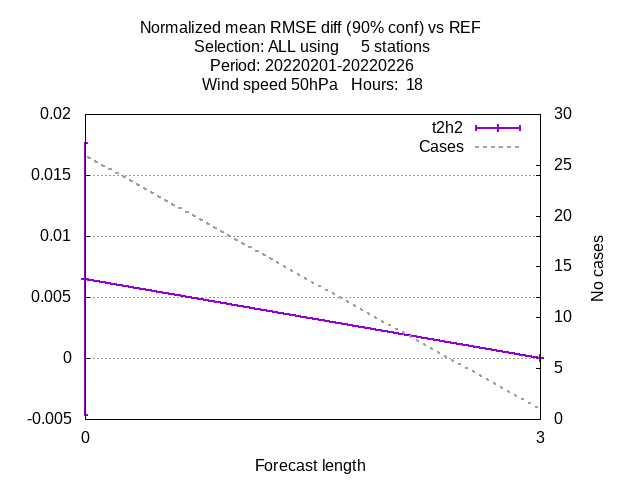 Normalized mean RMSE diff (90% conf) vs REF
Selection: ALL using     5 stations
Period: 20220201-20220226
Wind speed 50hPa   Hours:  18
t2h2
Cases
0.02
0.015
0.01
0.005
0
-0.005
30
25
20
15
10
5
0
No cases
0
3
Forecast length